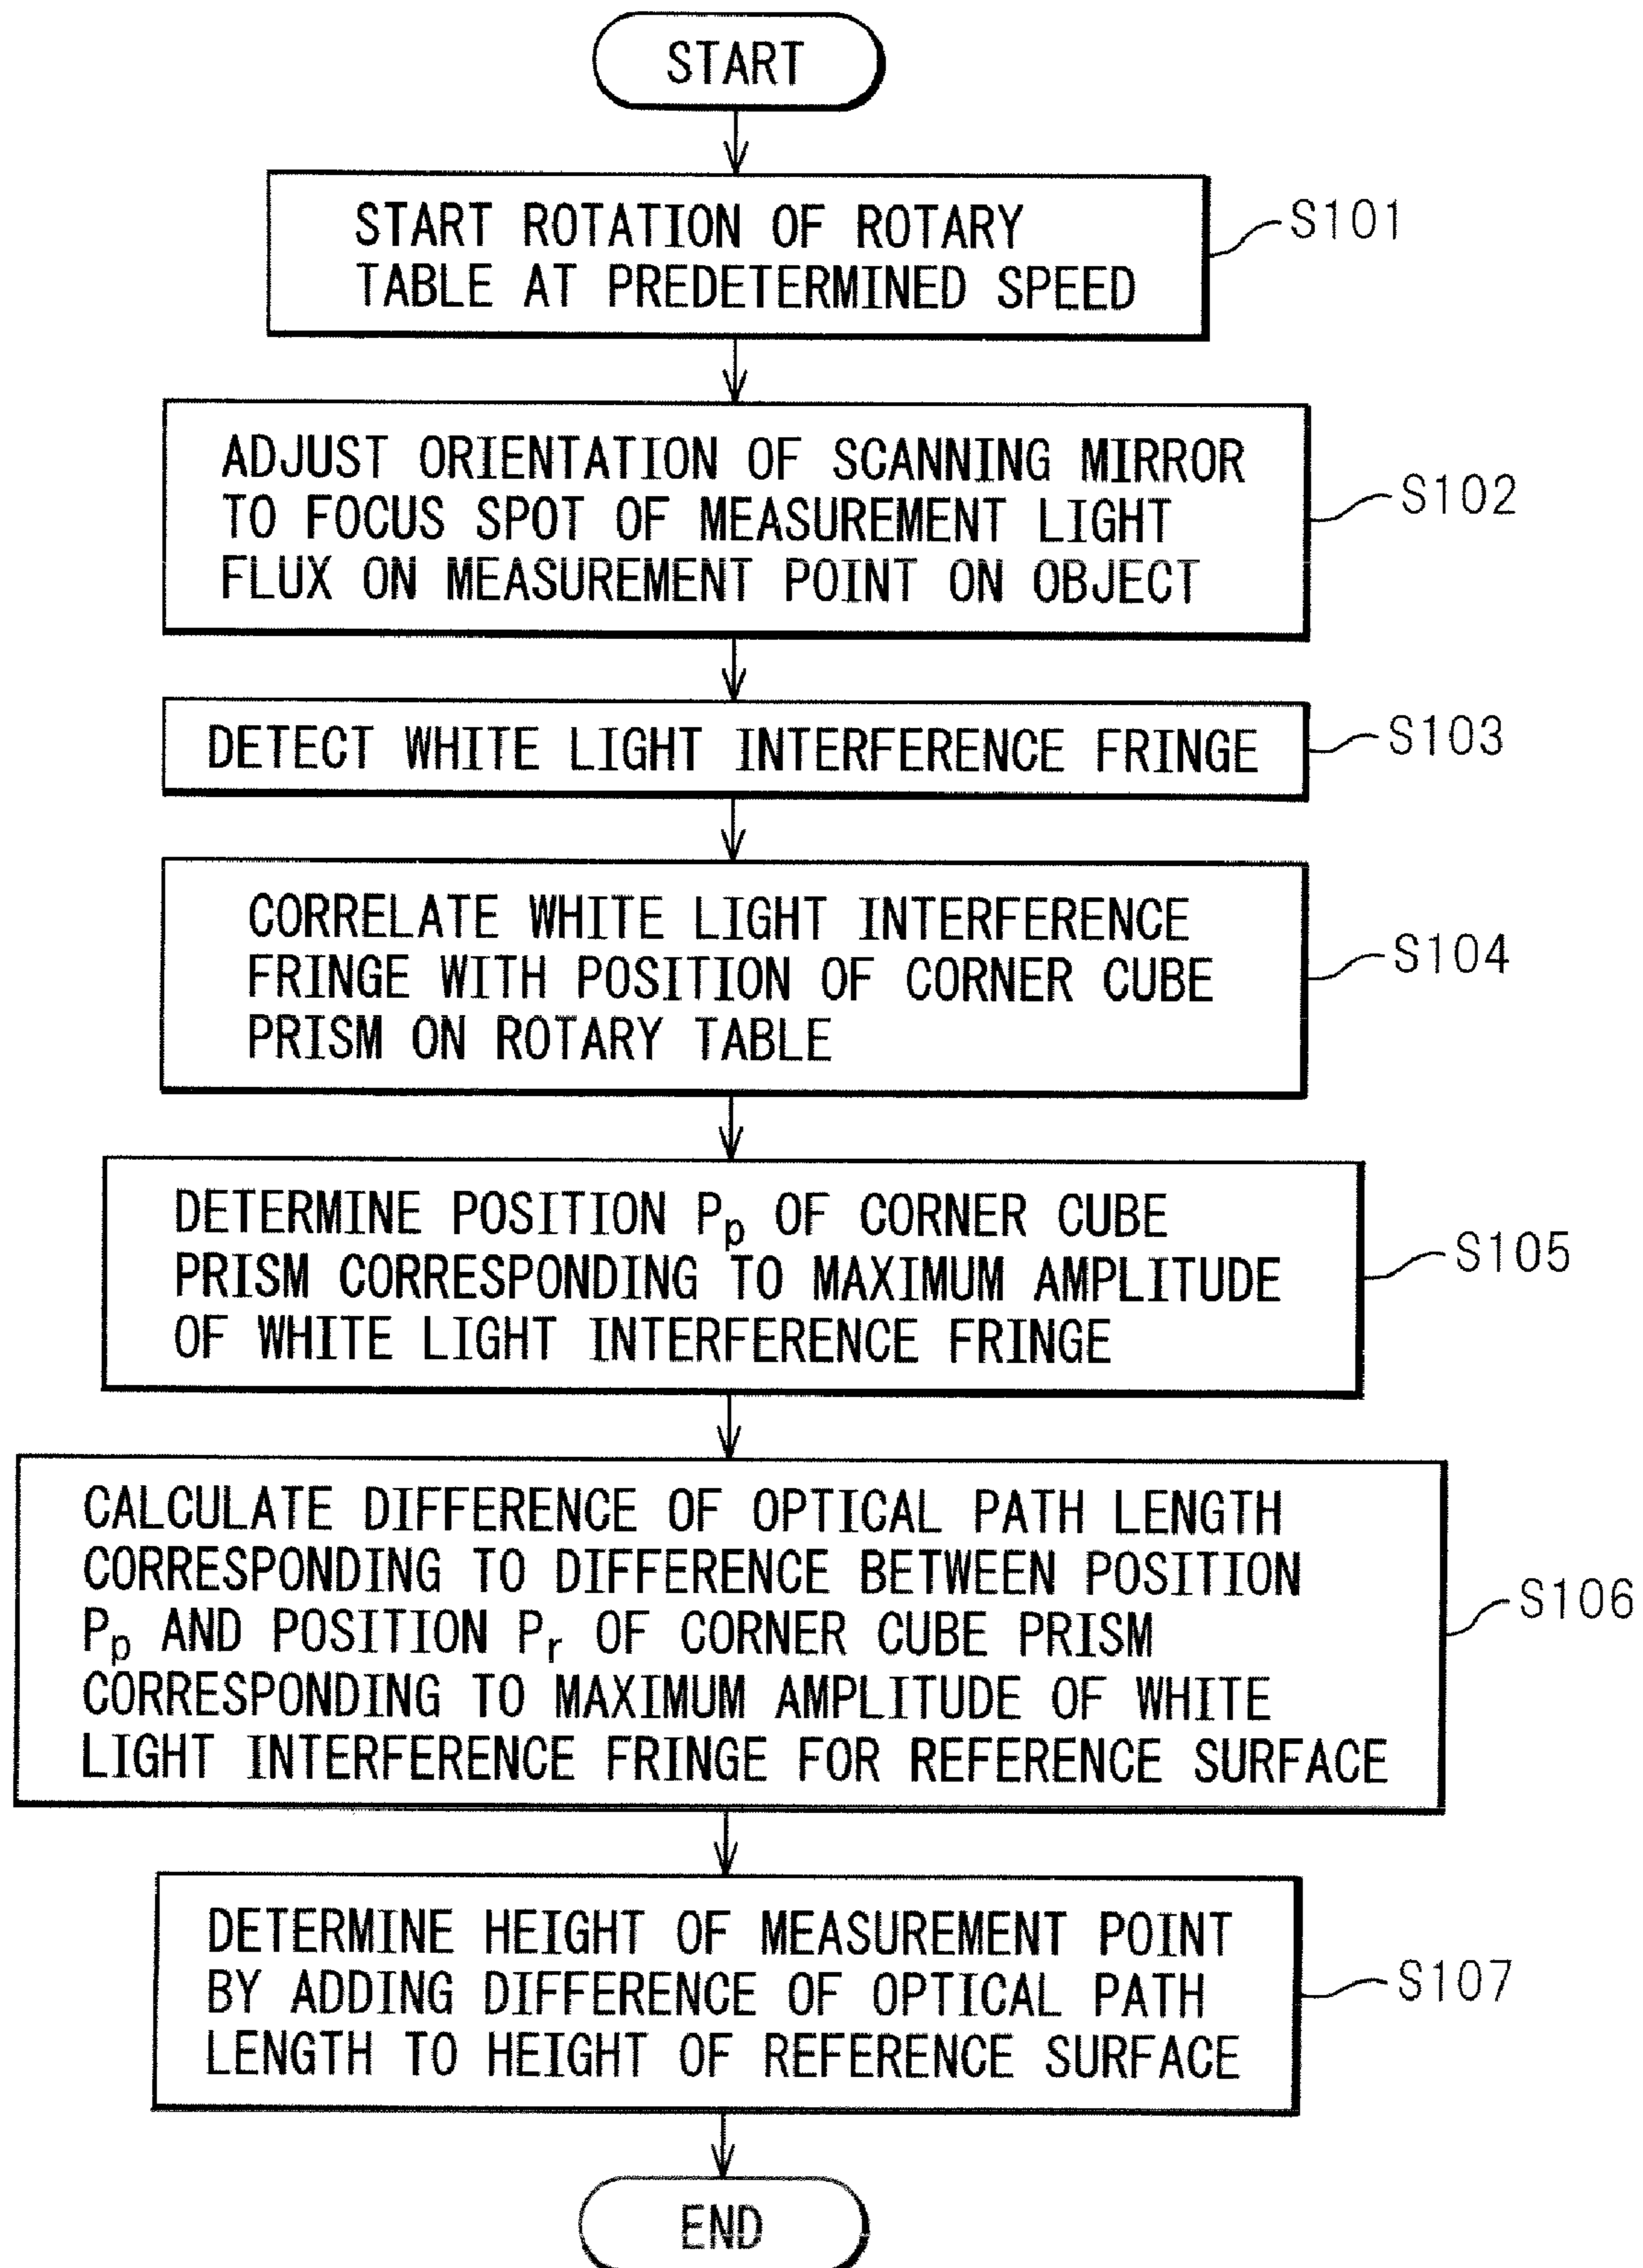 START
START ROTATION OF ROTARY
TABLE AT PREDETERMINED SPEED
S101
ADJUST ORIENTATION OF SCANNING MIRROR
TO FOCUS SPOT OF MEASUREMENT LIGHT
FLUX ON MEASUREMENT POINT ON OBJECT
S102
DETECT WHITE LIGHT INTERFERENCE FRINGE
S103
CORRELATE WHITE LIGHT INTERFERENCE
FRINGE WITH POSITION OF CORNER CUBE
PRISM ON ROTARY TABLE
S104
DETERMINE POSITION Pp OF CORNER CUBE
PRISM CORRESPONDING TO MAXIMUM AMPLITUDE
OF WHITE LIGHT INTERFERENCE FRINGE
S105
CALCULATE DIFFERENCE OF OPTICAL PATH LENGTH
CORRESPONDING TO DIFFERENCE BETWEEN POSITION
Pp AND POSITION Pr OF CORNER CUBE PRISM
CORRESPONDING TO MAXIMUM AMPLITUDE OF WHITE
LIGHT INTERFERENCE FRINGE FOR REFERENCE SURFACE
S106
DETERMINE HEIGHT OF MEASUREMENT POINT
BY ADDING DIFFERENCE OF OPTICAL PATH
LENGTH TO HEIGHT OF REFERENCE SURFACE
S107
END